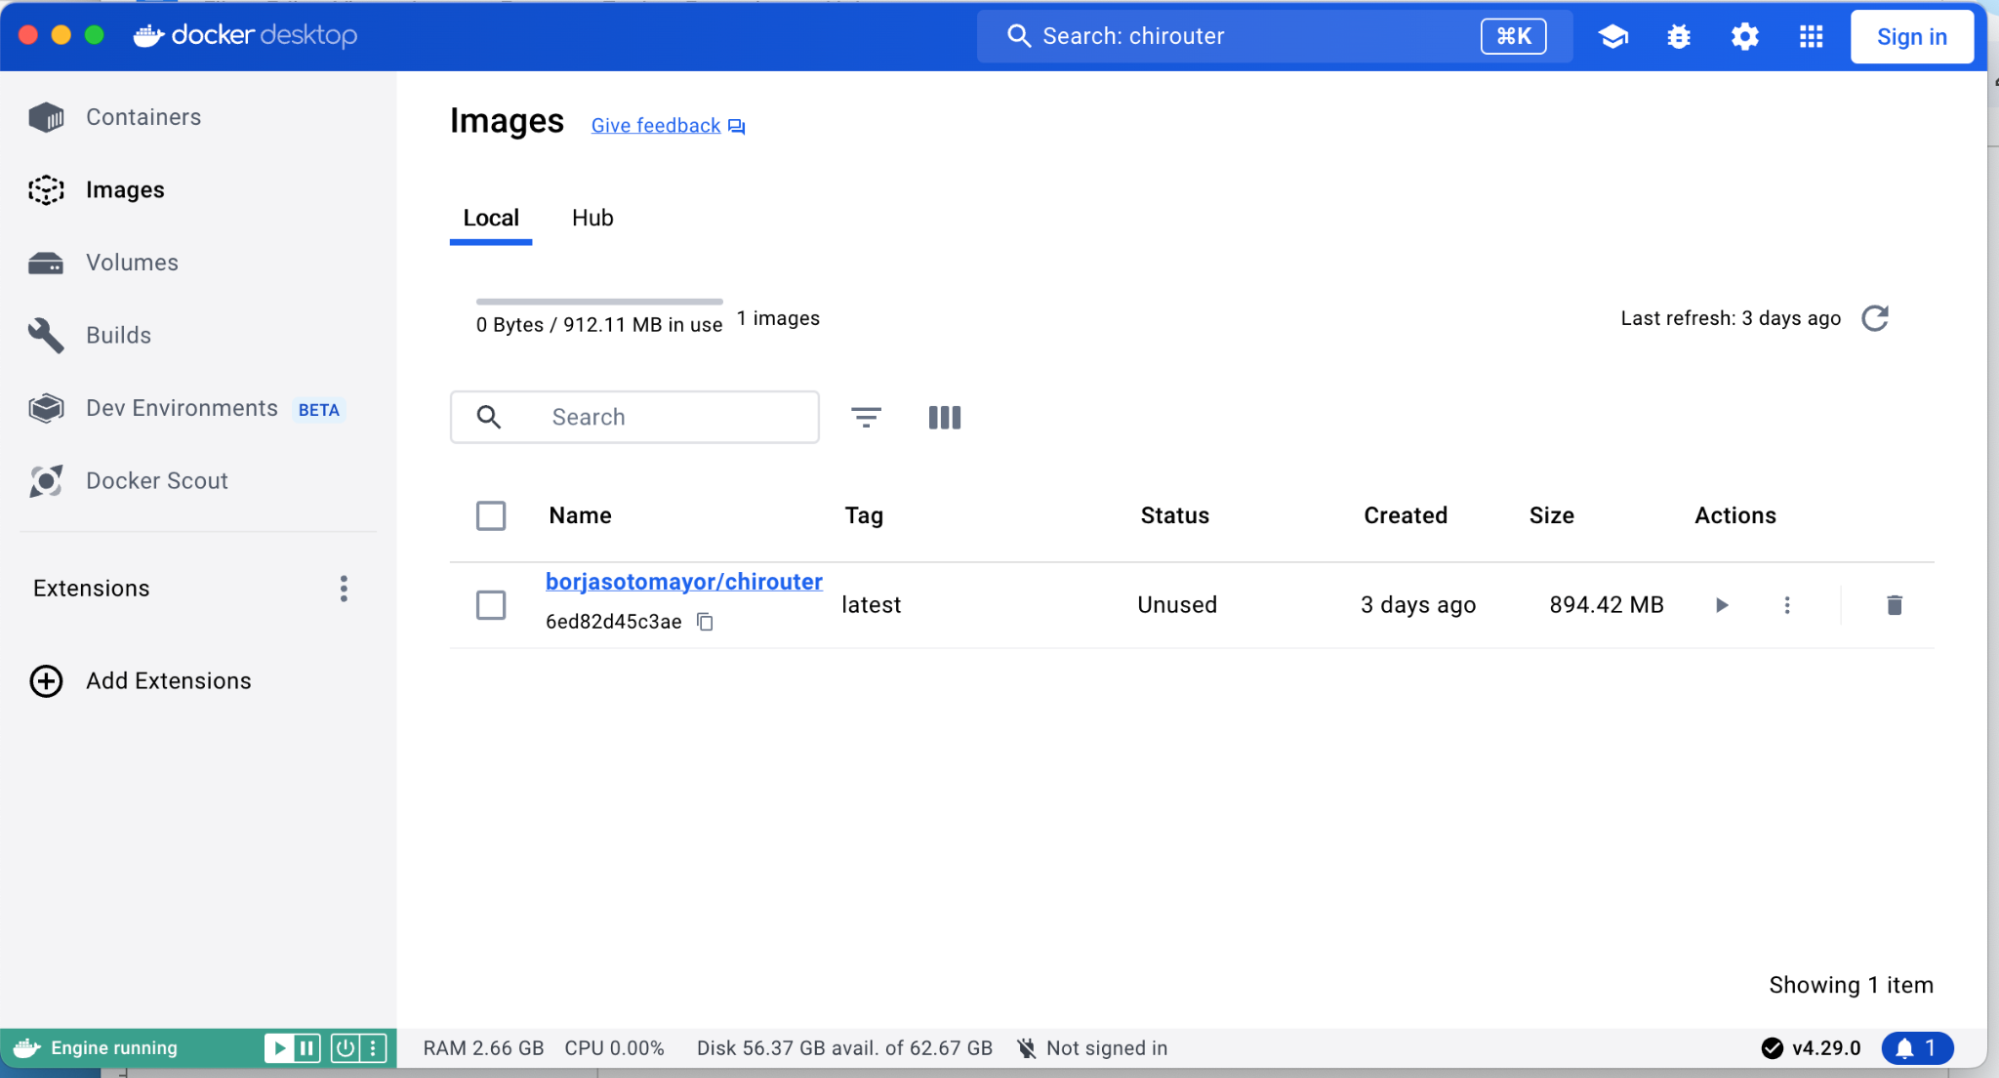 docker desktop
Search: chirouter
⌘K
Sign in
Containers
Images
Volumes
Builds
Dev Environments BETA
Docker Scout
Extensions
Add Extensions
Images Give feedback
Local Hub
0 Bytes / 912.11 MB in use 1 images
Last refresh: 3 days ago
Search
Name Tag Status Created Size Actions
borjasotomayor/chirouter
6ed82d45c3ae
latest Unused 3 days ago 894.42 MB
Showing 1 item
Engine running
RAM 2.66 GB CPU 0.00% Disk 56.37 GB avail. of 62.67 GB Not signed in
v4.29.0
1